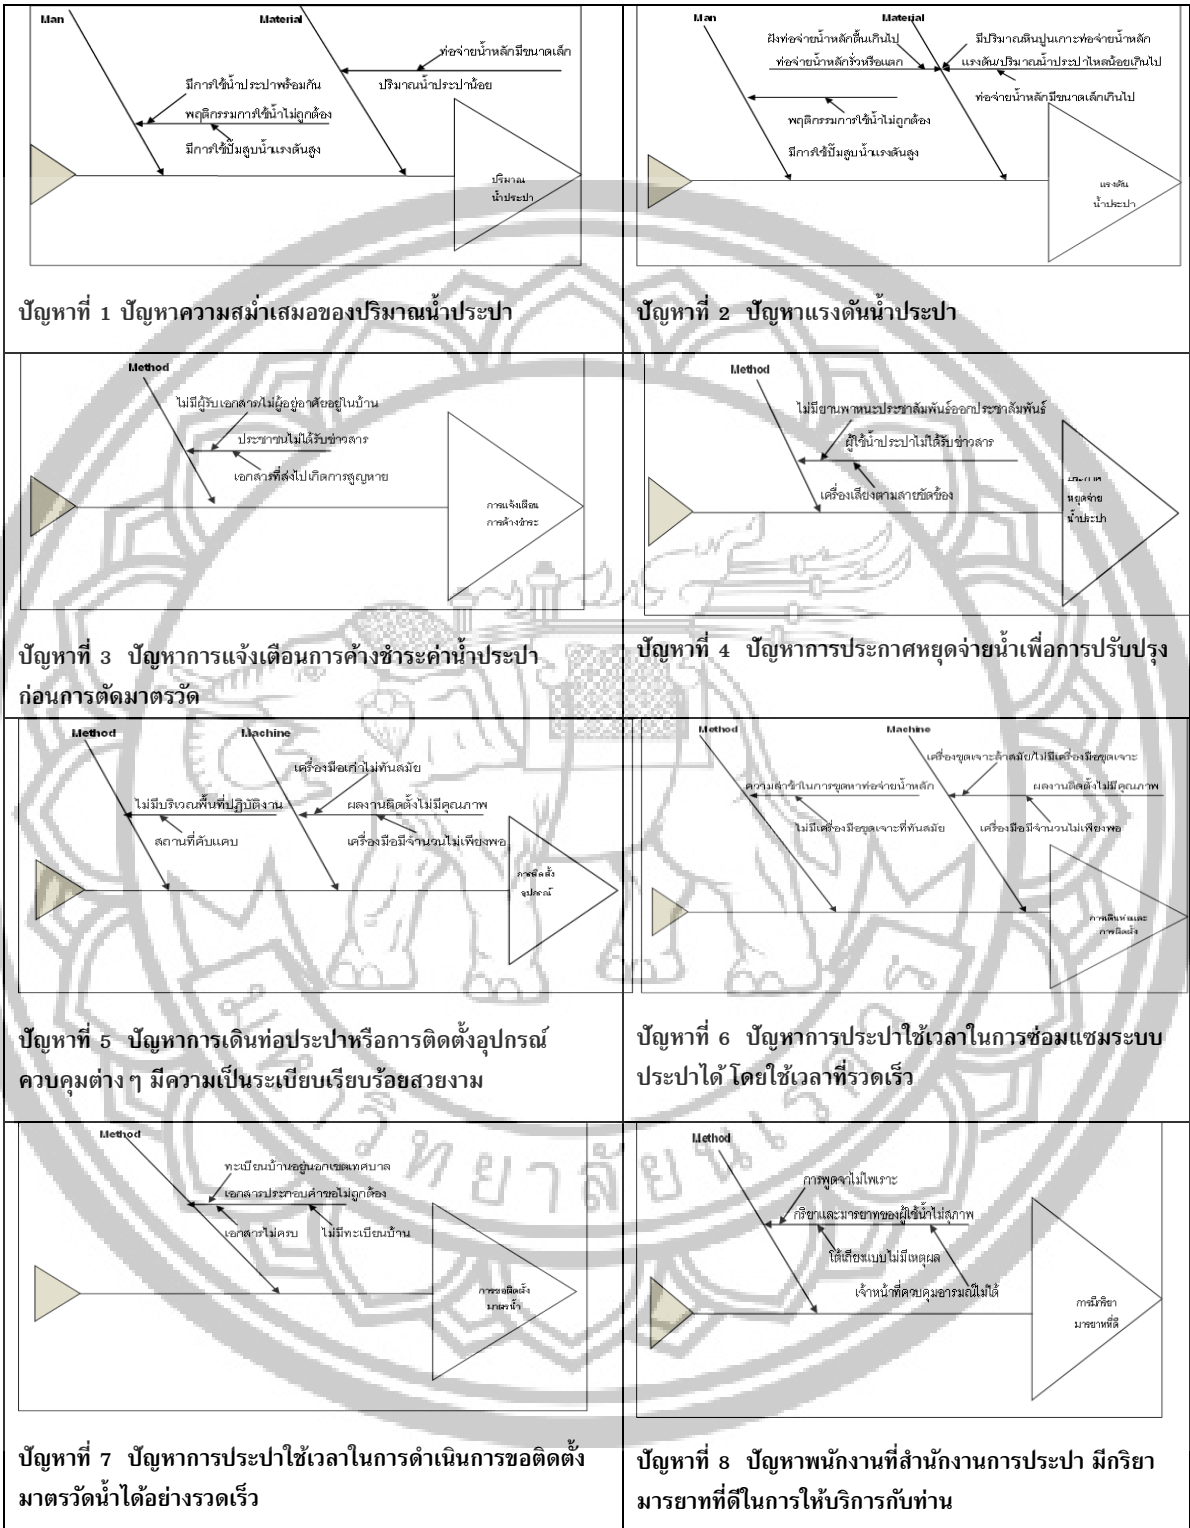 Man
Material
ท่อจ่ายน้ำหลักมีขนาดเล็ก
มีการใช้น้ำประปาพร้อมกัน
ปริมาณน้ำประปาน้อย
พฤติกรรมการใช้น้ำไม่ถูกต้อง
มีการใช้ปั๊มสูบน้ำแรงดันสูง
ปริมาณ
น้ำประปา
ปัญหาที่ 1 ปัญหาความสม่ำเสมอของปริมาณน้ำประปา
Man
Material
ฝังท่อจ่ายน้ำหลักตื้นเกินไป
มีปริมาณหินปูนเกาะท่อจ่ายน้ำหลัก
ท่อจ่ายน้ำหลักรั่วหรือแตก
แรงดัน/ปริมาณน้ำประปาไหลน้อยเกินไป
ท่อจ่ายน้ำหลักมีขนาดเล็กเกินไป
พฤติกรรมการใช้น้ำไม่ถูกต้อง
มีการใช้ปั๊มสูบน้ำแรงดันสูง
แรงดัน
น้ำประปา
ปัญหาที่ 2 ปัญหาแรงดันน้ำประปา
Method
ไม่มีผู้รับเอกสาร/ไม่ผู้อยู่อาศัยอยู่ในบ้าน
ประชาชนไม่ได้รับข่าวสาร
เอกสารที่ส่งไปเกิดการสูญหาย
การแจ้งเตือน
การค้างชำระ
ปัญหาที่ 3 ปัญหาการแจ้งเตือนการค้างชำระค่าน้ำประปา
ก่อนการตัดมาตรวัด
Method
ไม่มียานพาหนะประชาสัมพันธ์ออกประชาสัมพันธ์
ผู้ใช้น้ำประปาไม่ได้รับข่าวสาร
เครื่องเสียงตามสายขัดข้อง
ประกาศ
หยุดจ่าย
น้ำประปา
ปัญหาที่ 4 ปัญหาการประกาศหยุดจ่ายน้ำเพื่อการปรับปรุง
Method
Machine
เครื่องมือเก่าไม่ทันสมัย
ไม่มีบริเวณพื้นที่ปฏิบัติงาน
ผลงานติดตั้งไม่มีคุณภาพ
สถานที่คับแคบ
เครื่องมือมีจำนวนไม่เพียงพอ
การติดตั้ง
อุปกรณ์
ปัญหาที่ 5 ปัญหาการเดินท่อประปาหรือการติดตั้งอุปกรณ์
ควบคุมต่าง ๆ มีความเป็นระเบียบเรียบร้อยสวยงาม
Method
Machine
เครื่องขุดเจาะล้าสมัย/ไม่มีเครื่องมือขุดเจาะ
ความล่าช้าในการขุดหาท่อจ่ายน้ำหลัก
ผลงานติดตั้งไม่มีคุณภาพ
ไม่มีเครื่องมือขุดเจาะที่ทันสมัย
เครื่องมือมีจำนวนไม่เพียงพอ
การเดินท่อและ
การติดตั้ง
ปัญหาที่ 6 ปัญหาการประปาใช้เวลาในการซ่อมแซมระบบ
ประปาได้ โดยใช้เวลาที่รวดเร็ว
Method
ทะเบียนบ้านอยู่นอกเขตเทศบาล
เอกสารประกอบคำขอไม่ถูกต้อง
เอกสารไม่ครบ
ไม่มีทะเบียนบ้าน
การขอติดตั้ง
มาตรน้ำ
ปัญหาที่ 7 ปัญหาการประปาใช้เวลาในการดำเนินการขอติดตั้ง
มาตรวัดน้ำได้อย่างรวดเร็ว
Method
การพูดจาไม่ไพเราะ
กริยาและมารยาทของผู้ใช้น้ำไม่สุภาพ
โต้เถียงแบบไม่มีเหตุผล
เจ้าหน้าที่ควบคุมอารมณ์ไม่ได้
การมีกริยา
มารยาทที่ดี
ปัญหาที่ 8 ปัญหาพนักงานที่สำนักงานการประปา มีกริยา
มารยาทที่ดีในการให้บริการกับท่าน